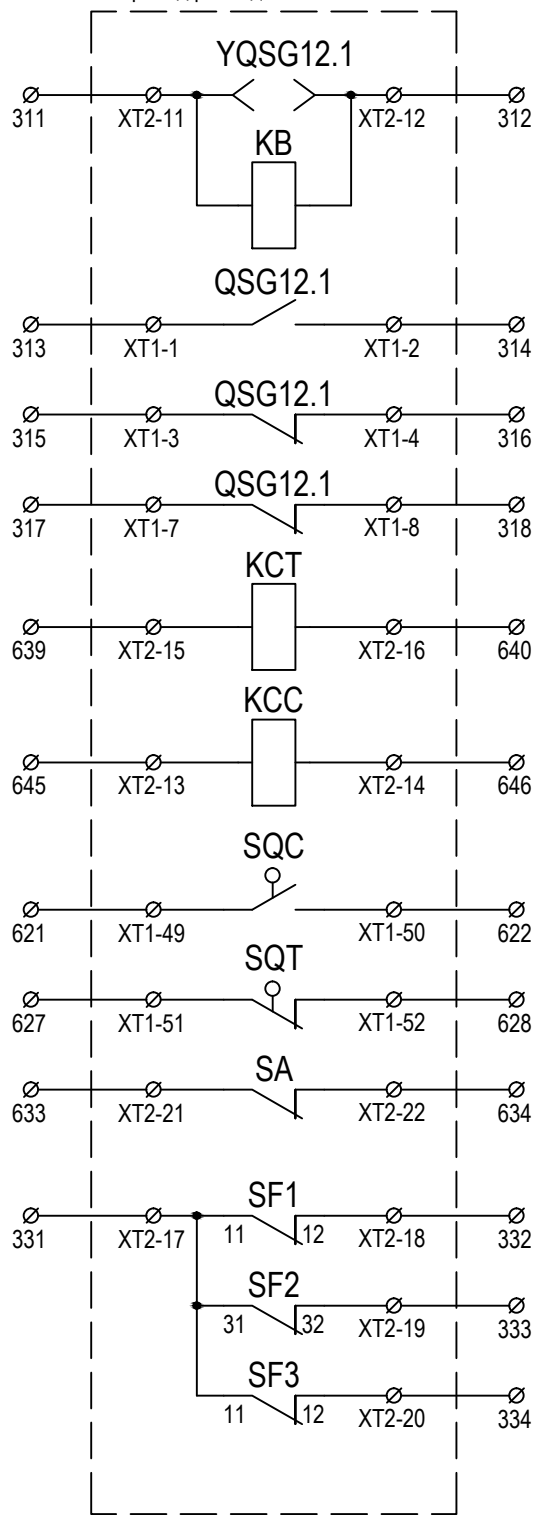 YQSG12.1
311 XT2-11 XT2-12 312
KB
QSG12.1
313 XT1-1 XT1-2 314
QSG12.1
315 XT1-3 XT1-4 316
QSG12.1
317 XT1-7 XT1-8 318
KCT
639 XT2-15 XT2-16 640
KCC
645 XT2-13 XT2-14 646
SQC
621 XT1-49 XT1-50 622
SQT
627 XT1-51 XT1-52 628
SA
633 XT2-21 XT2-22 634
SF1
331 XT2-17 11 12 XT2-18 332
SF2
31 32 XT2-19 333
SF3
11 12 XT2-20 334